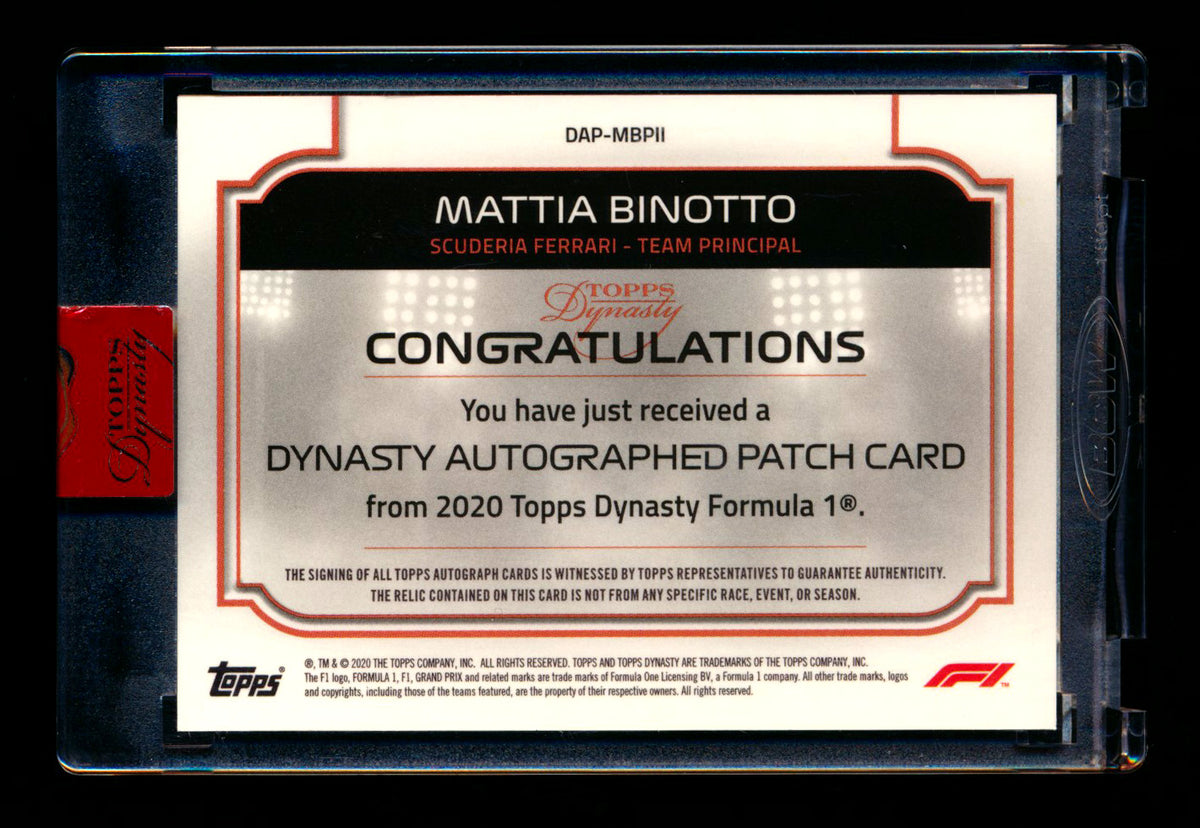 DAP-MBPII
MATTIA BINOTTO
SCUDERIA FERRARI - TEAM PRINCIPAL
TOPPS
Dynasty
CONGRATULATIONS
You have just received a
DYNASTY AUTOGRAPHED PATCH CARD
from 2020 Topps Dynasty Formula 1®.
THE SIGNING OF ALL TOPPS AUTOGRAPH CARDS IS WITNESSED BY TOPPS REPRESENTATIVES TO GUARANTEE AUTHENTICITY.
THE RELIC CONTAINED ON THIS CARD IS NOT FROM ANY SPECIFIC RACE, EVENT, OR SEASON.
TOPPS
Dynasty
BCW
topps®
®, TM & © 2020 THE TOPPS COMPANY, INC. ALL RIGHTS RESERVED. TOPPS AND TOPPS DYNASTY ARE TRADEMARKS OF THE TOPPS COMPANY, INC.
The F1 logo, FORMULA 1, F1, GRAND PRIX and related marks are trade marks of Formula One Licensing BV, a Formula 1 company. All other trade marks, logos
and copyrights, including those of the teams featured, are the property of their respective owners. All rights reserved.
F1™